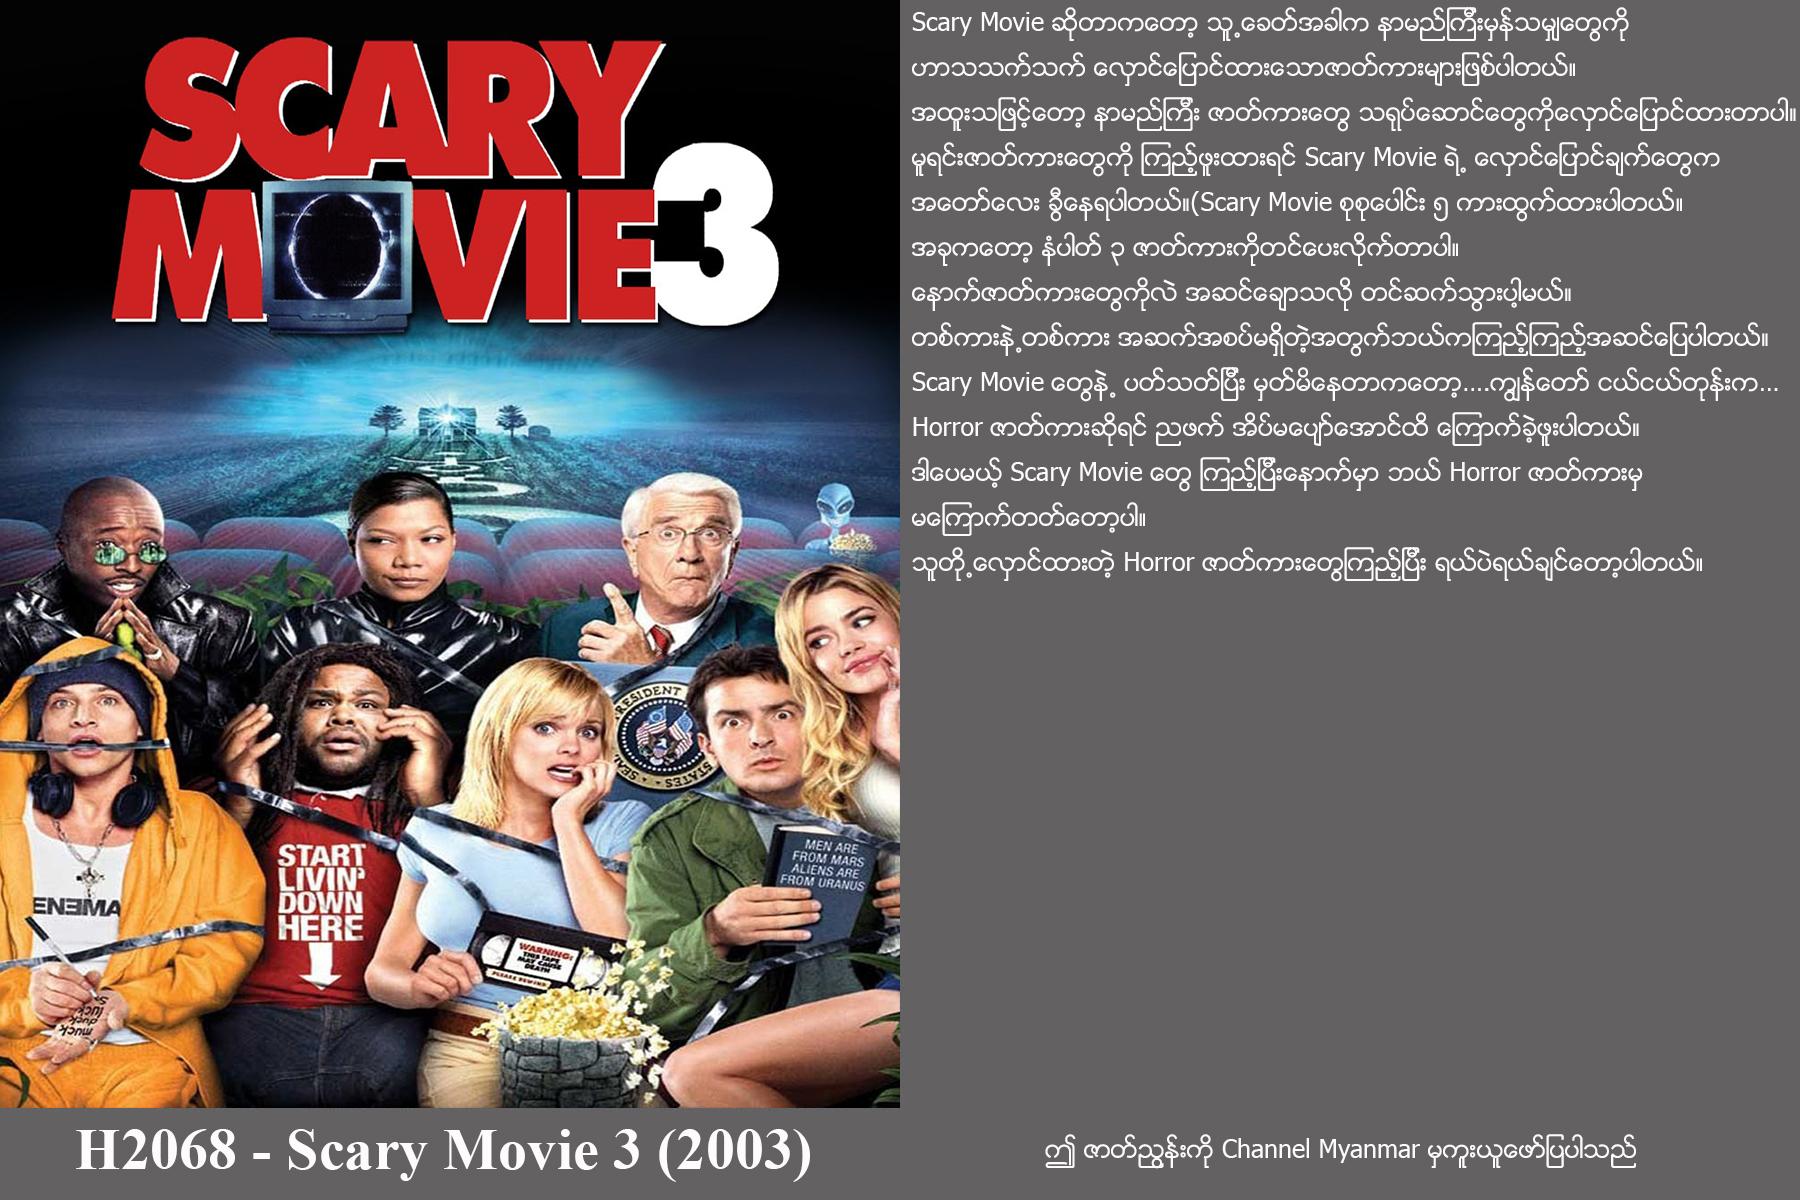 SCARY
MOVIE 3
PRESIDENT
SEAL
STATES
ENEMA
START
LIVIN'
DOWN
HERE
MEN ARE
FROM MARS
ALIENS ARE
FROM URANUS
WARNING:
THIS TAPE
MAY CAUSE
DEATH
PLEASE REWIND
H2068 - Scary Movie 3 (2003)
Scary Movie ဆိုတာကတော့ သူ့ခေတ်အခါက နာမည်ကြီးမှန်သမျှတွေကို
ဟာသသက်သက် လှောင်ပြောင်ထားသောဇာတ်ကားများဖြစ်ပါတယ်။
အထူးသဖြင့်တော့ နာမည်ကြီး ဇာတ်ကားတွေ သရုပ်ဆောင်တွေကိုလှောင်ပြောင်ထားတာပါ။
မူရင်းဇာတ်ကားတွေကို ကြည့်ဖူးထားရင် Scary Movie ရဲ့ လှောင်ပြောင်ချက်တွေက
အတော်လေး ခွီနေရပါတယ်။(Scary Movie စုစုပေါင်း ၅ ကားထွက်ထားပါတယ်။
အခုကတော့ နံပါတ် ၃ ဇာတ်ကားကိုတင်ပေးလိုက်တာပါ။
နောက်ဇာတ်ကားတွေကိုလဲ အဆင်ချောသလို တင်ဆက်သွားပါ့မယ်။
တစ်ကားနဲ့တစ်ကား အဆက်အစပ်မရှိတဲ့အတွက်ဘယ်ကကြည့်ကြည့်အဆင်ပြေပါတယ်။
Scary Movie တွေနဲ့ ပတ်သတ်ပြီး မှတ်မိနေတာကတော့....ကျွန်တော် ငယ်ငယ်တုန်းက...
Horror ဇာတ်ကားဆိုရင် ညဖက် အိပ်မပျော်အောင်ထိ ကြောက်ခဲ့ဖူးပါတယ်။
ဒါပေမယ့် Scary Movie တွေ ကြည့်ပြီးနောက်မှာ ဘယ် Horror ဇာတ်ကားမှ
မကြောက်တတ်တော့ပါ။
သူတို့လှောင်ထားတဲ့ Horror ဇာတ်ကားတွေကြည့်ပြီး ရယ်ပဲရယ်ချင်တော့ပါတယ်။
ဤ ဇာတ်ညွှန်းကို Channel Myanmar မှကူးယူဖော်ပြပါသည်